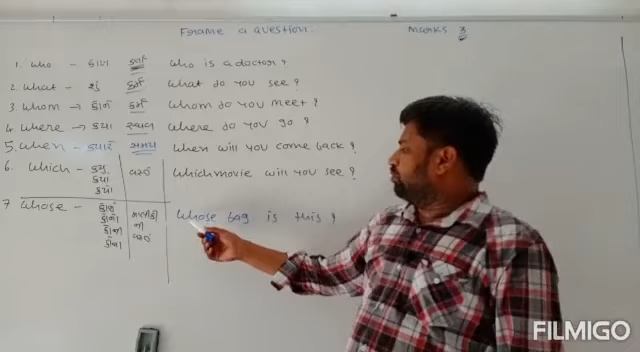 Frame a question. marks 3
1. who - કોણ કર્તા who is a doctor?
2. what - શું કર્મ what do you see?
3. whom → કોને કર્મ whom do you meet?
4. where → કયાં સ્થળ where do you go?
5. when - ક્યારે સમય when will you come back?
6. which - કયુ વસ્તુ which movie will you see?
કયા
કયો
7 whose - whose bag is this?
કોની
FILMIGO